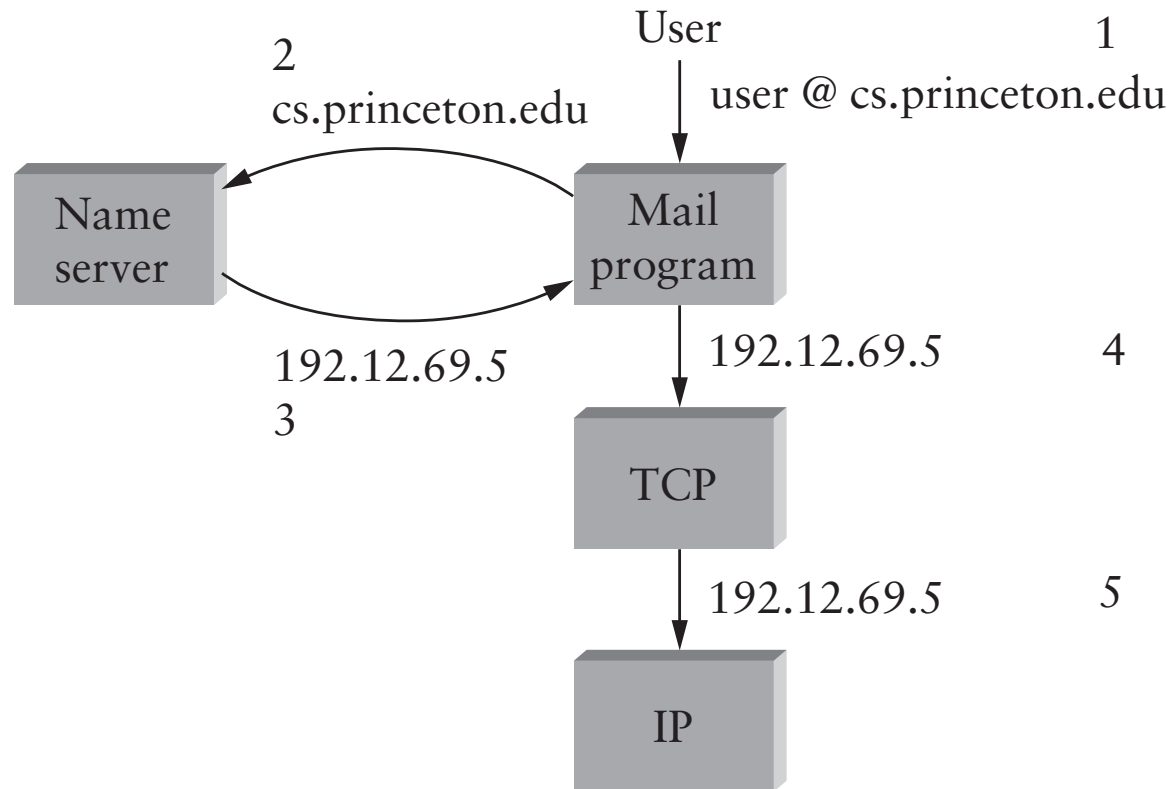 User
1
user @ cs.princeton.edu
2
cs.princeton.edu
Name
server
Mail
program
192.12.69.5
3
192.12.69.5
4
TCP
192.12.69.5
5
IP